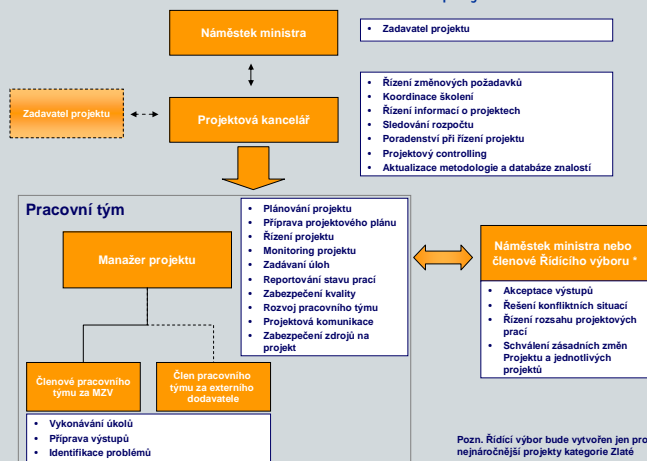 Náměstek ministra
• Zadavatel projektu
Zadavatel projektu
Projektová kancelář
• Řízení změnových požadavků
• Koordinace školení
• Řízení informací o projektech
• Sledování rozpočtu
• Poradenství při řízení projektu
• Projektový controlling
• Aktualizace metodologie a databáze znalostí
Pracovní tým
Manažer projektu
• Plánování projektu
• Příprava projektového plánu
• Řízení projektu
• Monitoring projektu
• Zadávaní úloh
• Reportování stavu prací
• Zabezpečení kvality
• Rozvoj pracovního týmu
• Projektová komunikace
• Zabezpečení zdrojů na
projekt
Náměstek ministra nebo
členové Řídícího výboru *
• Akceptace výstupů
• Řešení konfliktních situací
• Řízení rozsahu projektových
prací
• Schválení zásadních změn
Projektu a jednotlivých
projektů
Členové pracovního
týmu za MZV
Člen pracovního
týmu za externího
dodavatele
• Vykonávání úkolů
• Příprava výstupů
• Identifikace problémů
Pozn. Řídící výbor bude vytvořen jen pro
nejnáročnější projekty kategorie Zlaté